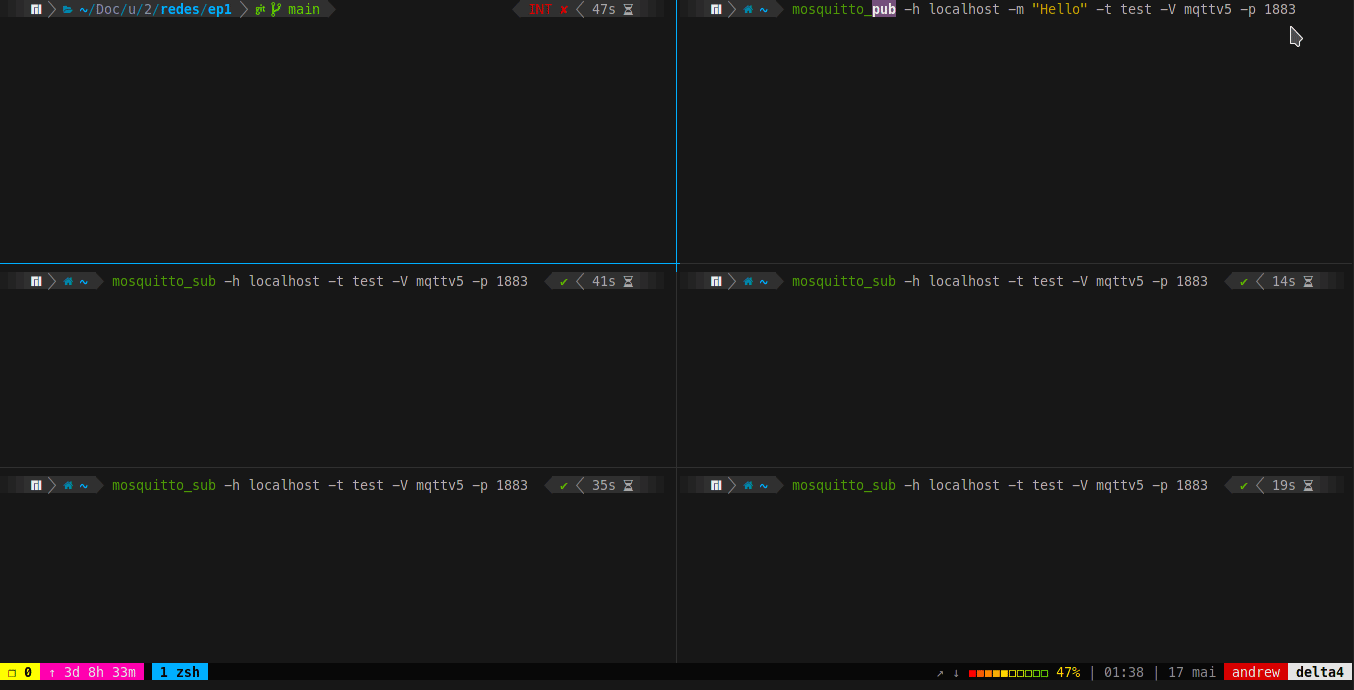 ~/Doc/u/2/redes/ep1 git main INT ✘ 47s
~ mosquitto_pub -h localhost -m "Hello" -t test -V mqttv5 -p 1883
~ mosquitto_sub -h localhost -t test -V mqttv5 -p 1883 ✔ 41s
~ mosquitto_sub -h localhost -t test -V mqttv5 -p 1883 ✔ 14s
~ mosquitto_sub -h localhost -t test -V mqttv5 -p 1883 ✔ 35s
~ mosquitto_sub -h localhost -t test -V mqttv5 -p 1883 ✔ 19s
❐ 0 ↑ 3d 8h 33m 1 zsh ↗ ↓ 47% | 01:38 | 17 mai andrew delta4